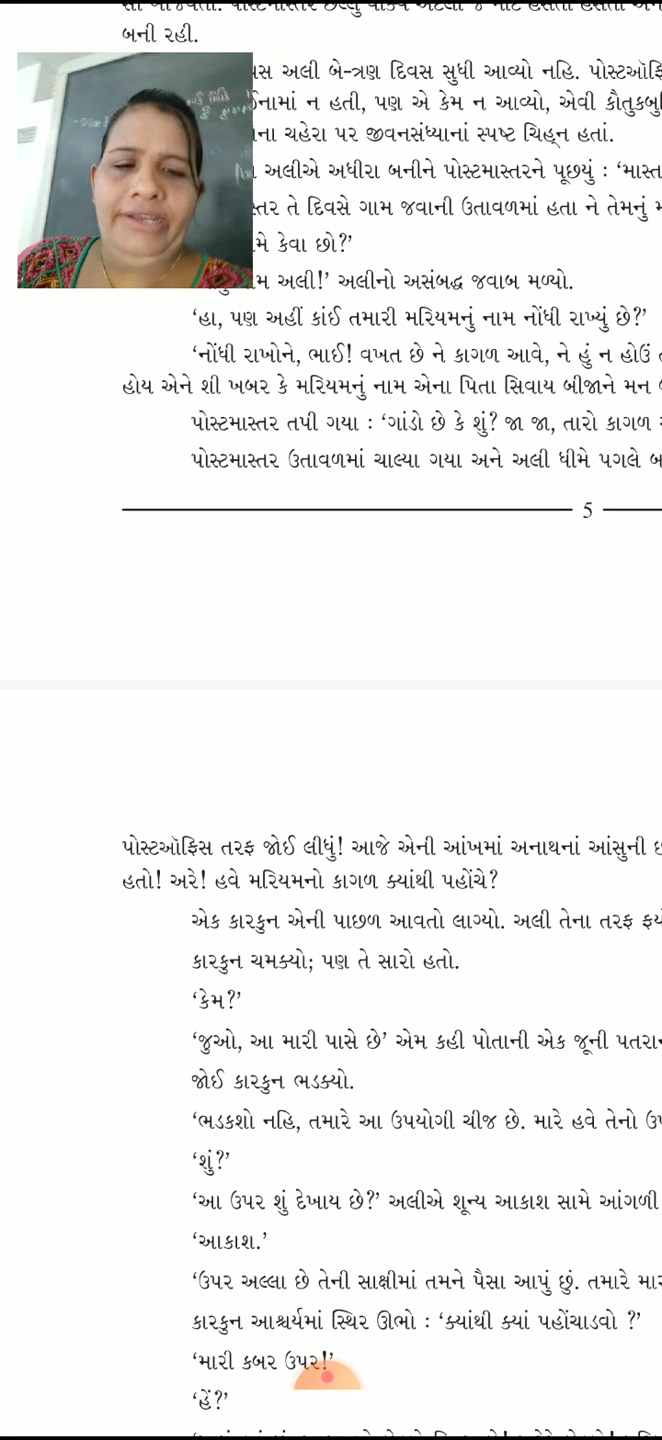 બની રહી.
અલી બે-ત્રણ દિવસ સુધી આવ્યો નહિ.
ન હતી, પણ એ કેમ ન આવ્યો, એવી
ચહેરા પર જીવનસંધ્યાનાં સ્પષ્ટ ચિહ્ન હતાં.
અલીએ અધીરા બનીને પોસ્ટમાસ્તરને પૂછયું :
તે દિવસે ગામ જવાની ઉતાવળમાં હતા ને તેમનું
કેવા છો?’
અલી!’ અલીનો અસંબદ્ધ જવાબ મળ્યો.
‘હા, પણ અહીં કાંઈ તમારી મરિયમનું નામ નોંધી રાખ્યું છે?’
‘નોંધી રાખોને, ભાઈ! વખત છે ને કાગળ આવે, ને હું ન હોઉં
હોય એને શી ખબર કે મરિયમનું નામ એના પિતા સિવાય બીજાને મન
પોસ્ટમાસ્તર તપી ગયા : ‘ગાંડો છે કે શું? જા જા, તારો કાગળ
પોસ્ટમાસ્તર ઉતાવળમાં ચાલ્યા ગયા અને અલી ધીમે પગલે
5
પોસ્ટઑફિસ તરફ જોઈ લીધું! આજે એની આંખમાં અનાથનાં આંસુની
હતો! અરે! હવે મરિયમનો કાગળ ક્યાંથી પહોંચે?
એક કારકુન એની પાછળ આવતો લાગ્યો. અલી તેના તરફ
કારકુન ચમક્યો; પણ તે સારો હતો.
‘કેમ?’
‘જુઓ, આ મારી પાસે છે’ એમ કહી પોતાની એક જૂની
જોઈ કારકુન ભડક્યો.
‘ભડકશો નહિ, તમારે આ ઉપયોગી ચીજ છે. મારે હવે તેનો
‘શું?’
‘આ ઉપર શું દેખાય છે?’ અલીએ શૂન્ય આકાશ સામે આંગળી
‘આકાશ.’
‘ઉપર અલ્લા છે તેની સાક્ષીમાં તમને પૈસા આપું છું. તમારે
કારકુન આશ્ચર્યમાં સ્થિર ઊભો : ‘ક્યાંથી ક્યાં પહોંચાડવો ?’
‘મારી કબર ઉપર!’
‘હેં?’